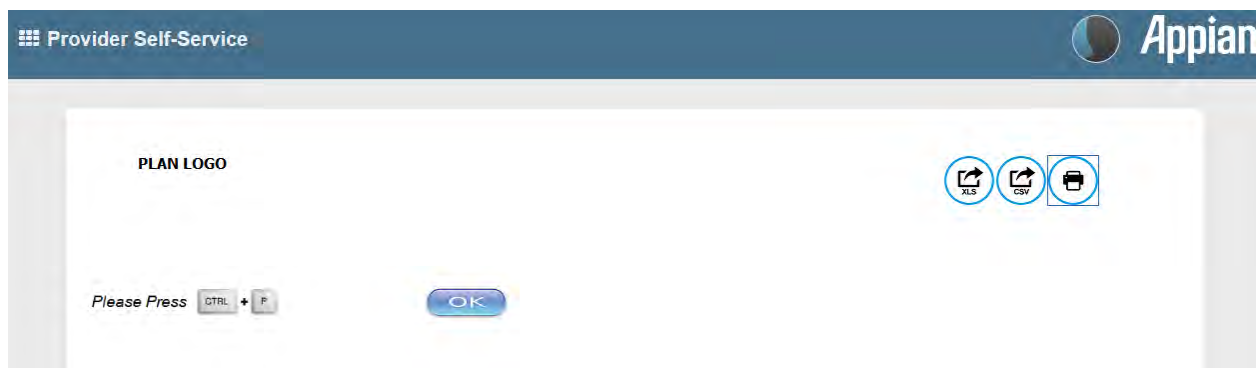 Provider Self-Service
Appian
PLAN LOGO
XLS
CSV
Please Press CTRL + P
OK